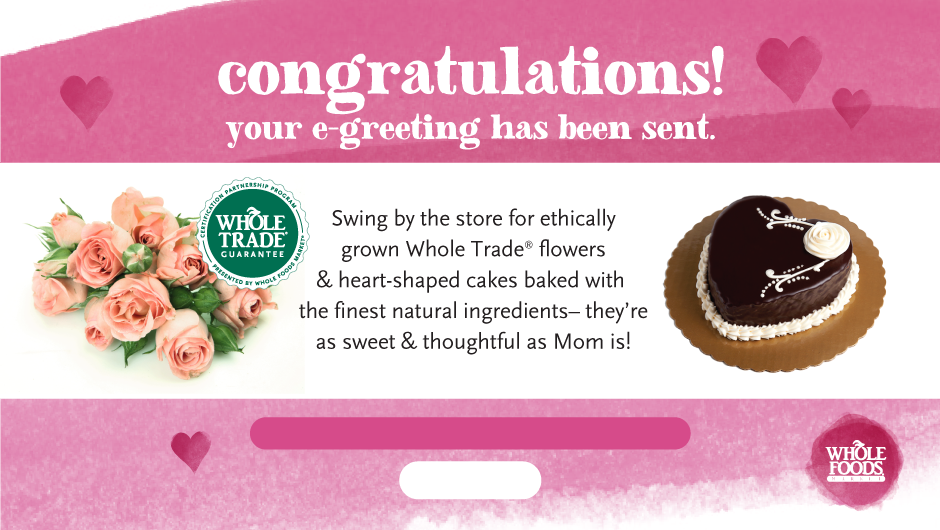 congratulations!
your e-greeting has been sent.
CERTIFICATION PARTNERSHIP PROGRAM
WHOLE
TRADE®
GUARANTEE
PRESENTED BY WHOLE FOODS MARKET®
Swing by the store for ethically
grown Whole Trade® flowers
& heart-shaped cakes baked with
the finest natural ingredients– they’re
as sweet & thoughtful as Mom is!
WHOLE
FOODS
MARKET